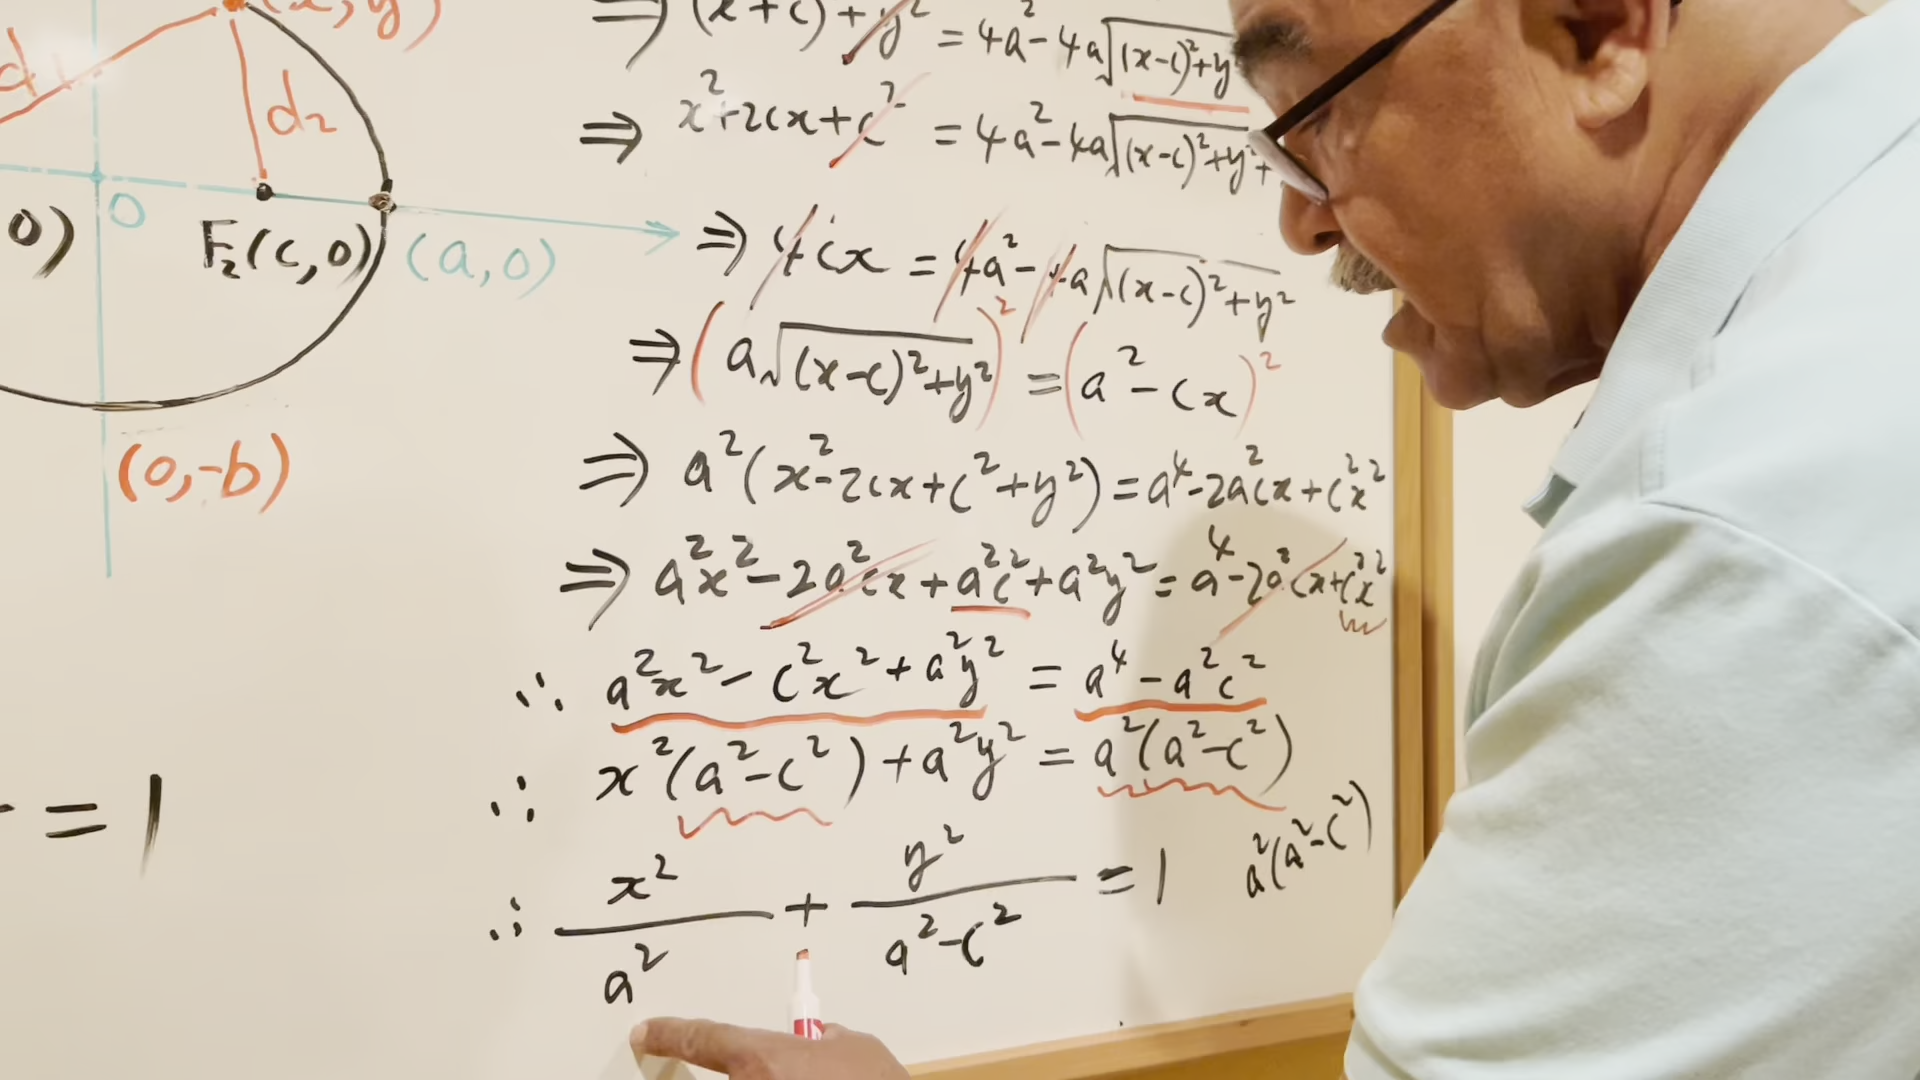 (x, y)
d₁
d₂
0)
O
F₂(c,0)
(a,0)
(0,-b)
= 1
⇒ (x+c)²+y² = 4a²-4a√(x-c)²+y²
⇒ x²+2cx+c² = 4a²-4a√(x-c)²+y²+
⇒ 4cx = 4a²-4a√(x-c)²+y²
⇒ (a√(x-c)²+y²)² = (a²-cx)²
⇒ a²(x²-2cx+c²+y²) = a⁴-2a²cx+c²x²
⇒ a²x²-2a²cx+a²c²+a²y² = a⁴-2a²cx+c²x²
∴ a²x²-c²x²+a²y² = a⁴-a²c²
∴ x²(a²-c²)+a²y² = a²(a²-c²)
a²(a²-c²)
∴ x²/a² + y²/a²-c² = 1